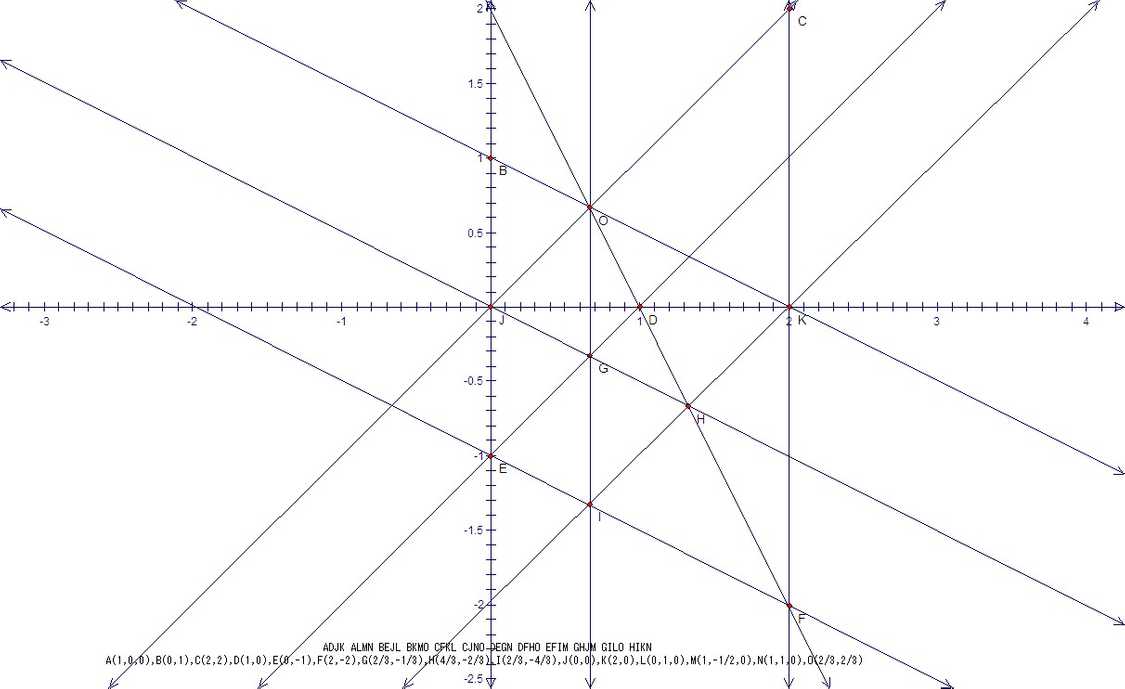 2
C
1.5
1
B
0.5
O
-3
-2
-1
J
1
D
2
K
3
4
G
-0.5
H
-1
E
-1.5
I
-2
F
ADJK ALMN BEJL BKMO CFKL CJNO DEGN DFHO EFIM GHJM GILO HIKN
A(1,0,0),B(0,1),C(2,2),D(1,0),E(0,-1),F(2,-2),G(2/3,-1/3),H(4/3,-2/3),I(2/3,-4/3),J(0,0),K(2,0),L(0,1,0),M(1,-1/2,0),N(1,1,0),O(2/3,2/3)
-2.5